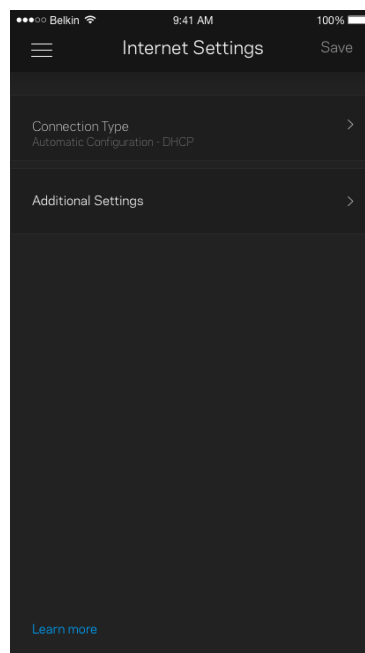 Belkin 9:41 AM 100%
Internet Settings Save
Connection Type
Automatic Configuration - DHCP
Additional Settings
Learn more